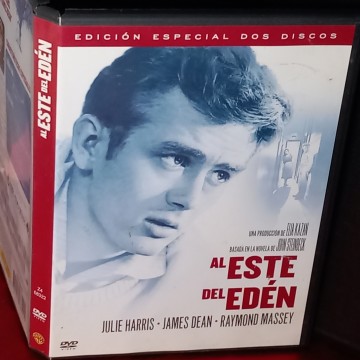 EDICIÓN ESPECIAL DOS DISCOS
UNA PRODUCCION DE ELIA KAZAN
BASADA EN LA NOVELA DE JOHN STEINBECK
AL ESTE
DEL EDÉN
JULIE HARRIS - JAMES DEAN - RAYMOND MASSEY
DVD
VIDEO
AL ESTE DEL EDÉN
DVD